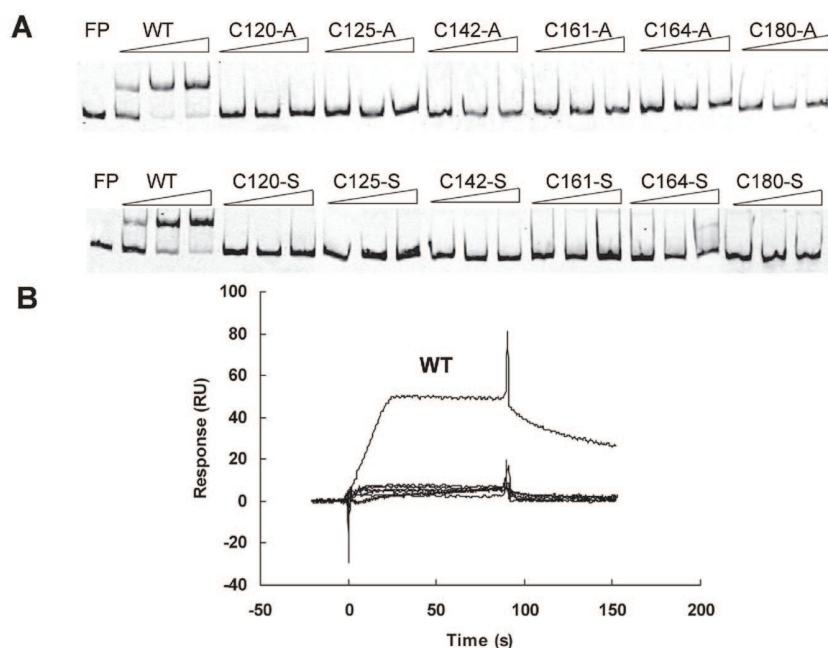 A
FP WT C120-A C125-A C142-A C161-A C164-A C180-A
FP WT C120-S C125-S C142-S C161-S C164-S C180-S
B
100
80
60
40
20
0
-20
-40
Response (RU)
WT
-50 0 50 100 150 200
Time (s)